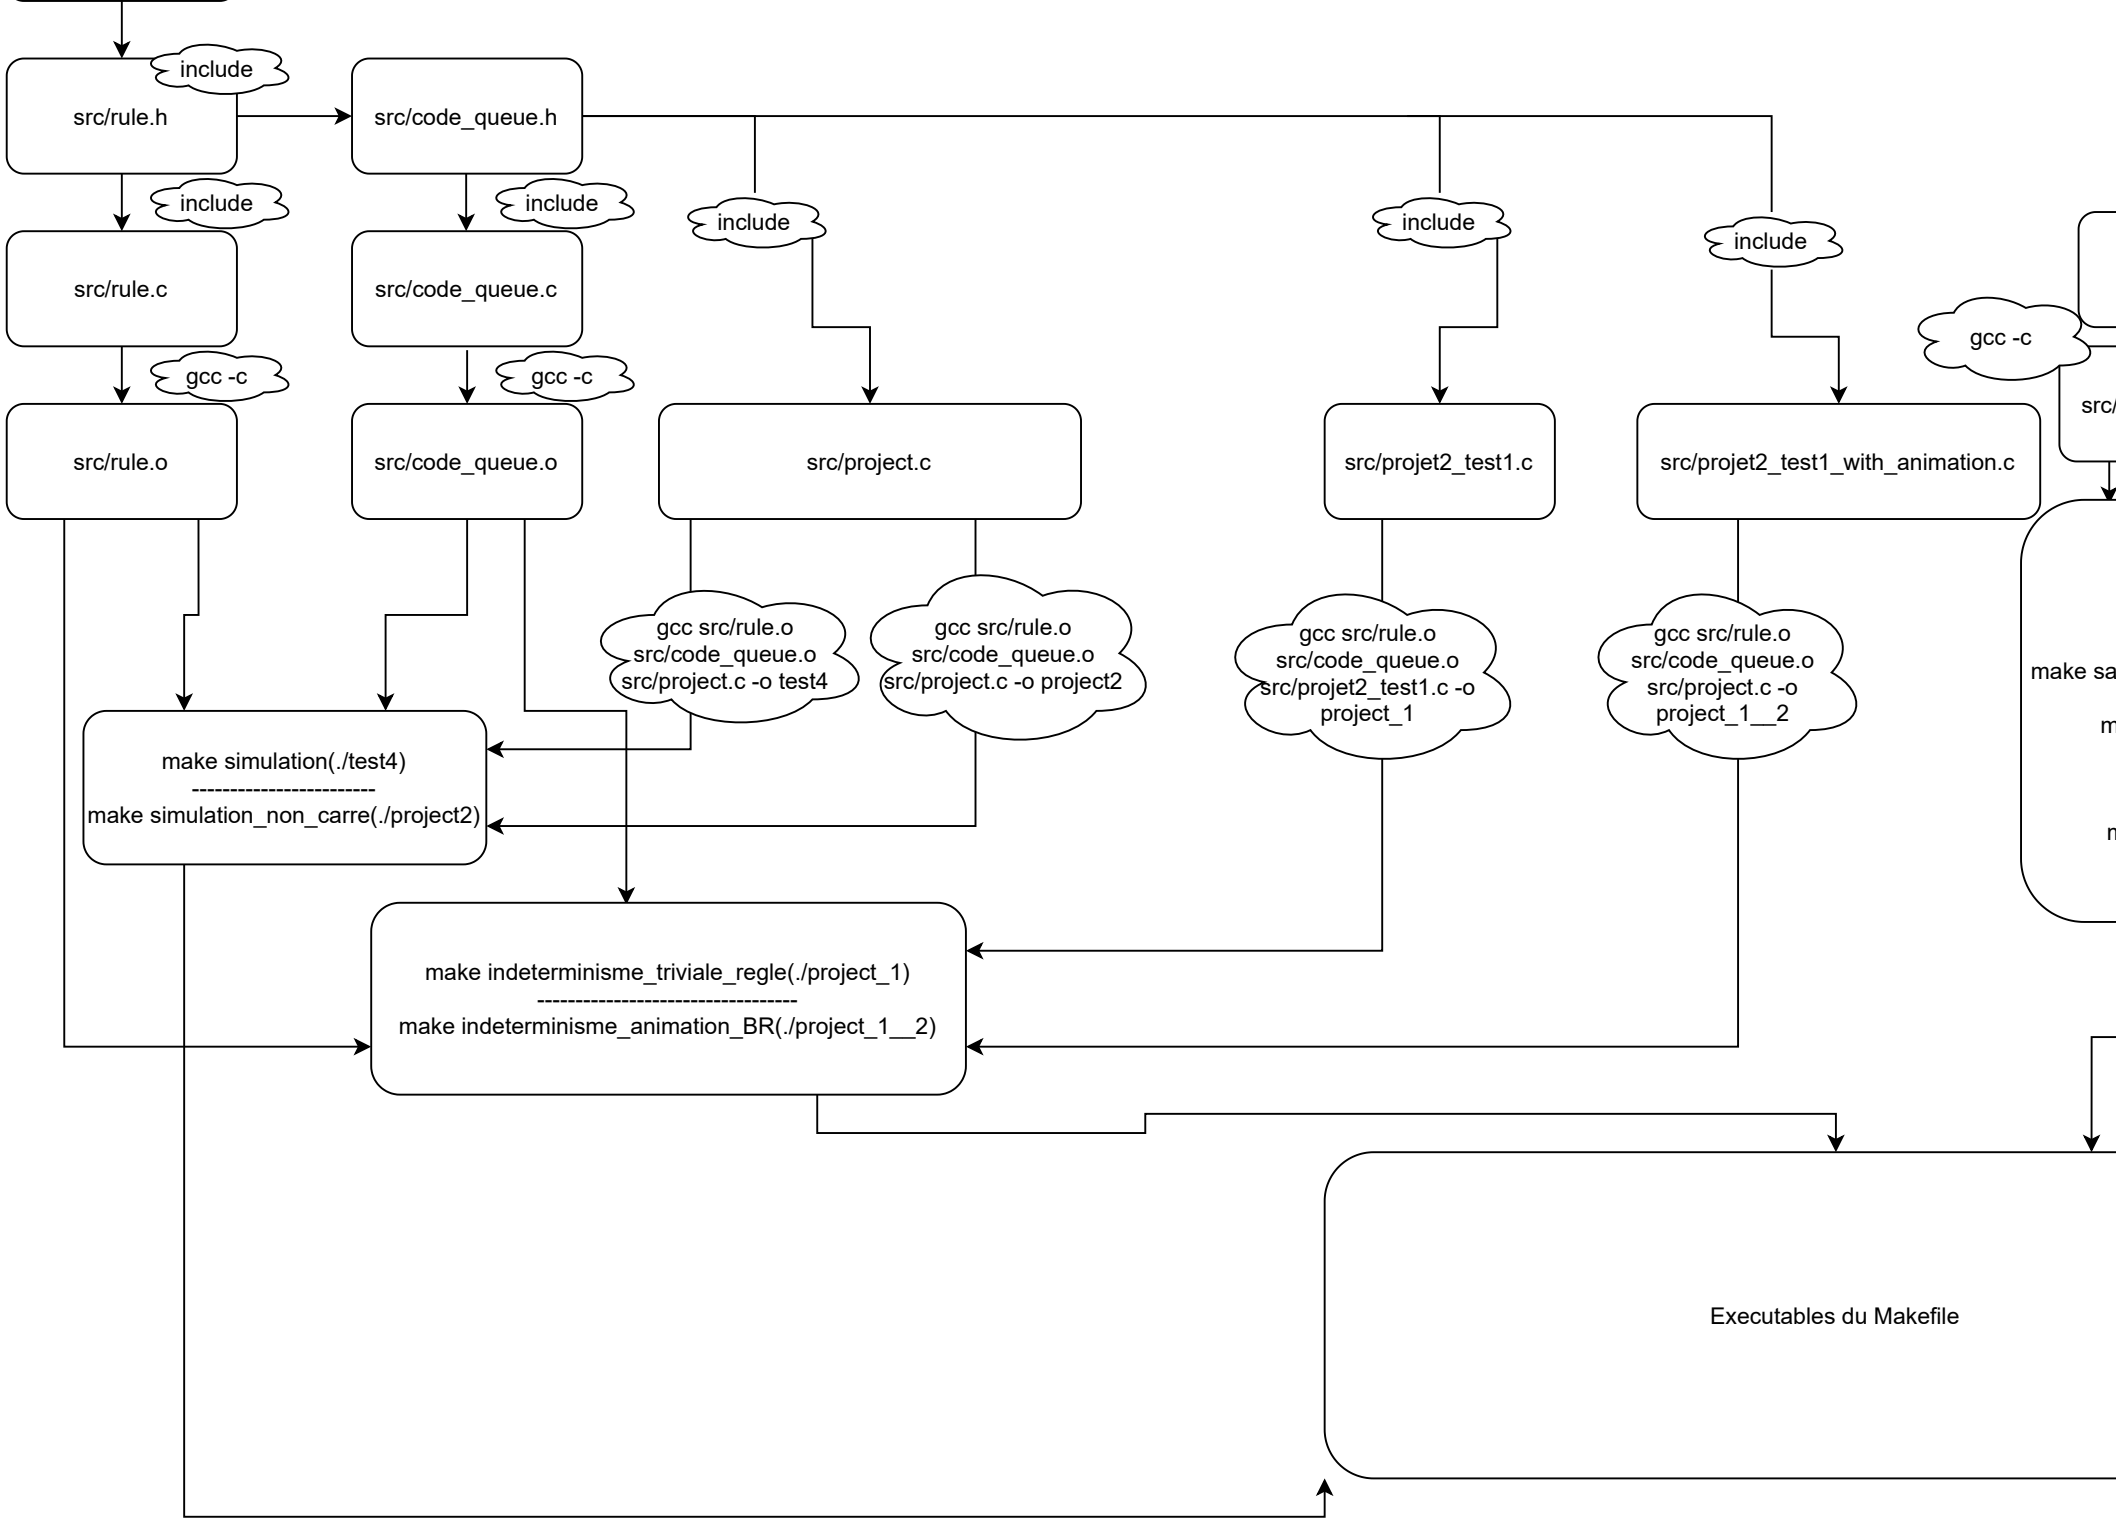 include
src/rule.h
src/code_queue.h
include
include
include
include
include
src/rule.c
src/code_queue.c
gcc -c
gcc -c
gcc -c
src/
src/rule.o
src/code_queue.o
src/project.c
src/projet2_test1.c
src/projet2_test1_with_animation.c
gcc src/rule.o
src/code_queue.o
src/project.c -o test4
gcc src/rule.o
src/code_queue.o
src/project.c -o project2
gcc src/rule.o
src/code_queue.o
src/projet2_test1.c -o
project_1
gcc src/rule.o
src/code_queue.o
src/project.c -o
project_1__2
make sa
make simulation(./test4)
------------------------
make simulation_non_carre(./project2)
make indeterminisme_triviale_regle(./project_1)
----------------------------------
make indeterminisme_animation_BR(./project_1__2)
Executables du Makefile